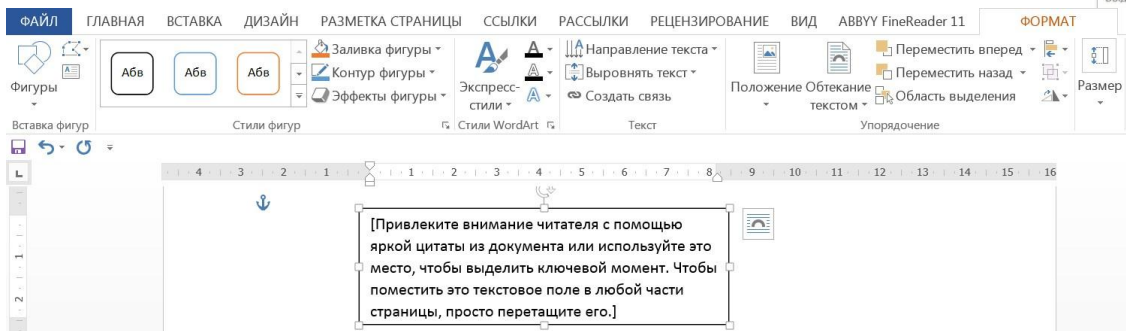 ФАЙЛ ГЛАВНАЯ ВСТАВКА ДИЗАЙН РАЗМЕТКА СТРАНИЦЫ ССЫЛКИ РАССЫЛКИ РЕЦЕНЗИРОВАНИЕ ВИД ABBYY FineReader 11 ФОРМАТ
Фигуры
Вставка фигур
Абв Абв Абв
Заливка фигуры
Контур фигуры
Эффекты фигуры
Стили фигур
Экспресс-
стили
Стили WordArt
Направление текста
Выровнять текст
Создать связь
Текст
Положение
Обтекание
текстом
Переместить вперед
Переместить назад
Область выделения
Упорядочение
Размер
4 3 2 1 1 2 3 4 5 6 7 8 9 10 11 12 13 14 15 16
[Привлеките внимание читателя с помощью
яркой цитаты из документа или используйте это
место, чтобы выделить ключевой момент. Чтобы
поместить это текстовое поле в любой части
страницы, просто перетащите его.]
1
2